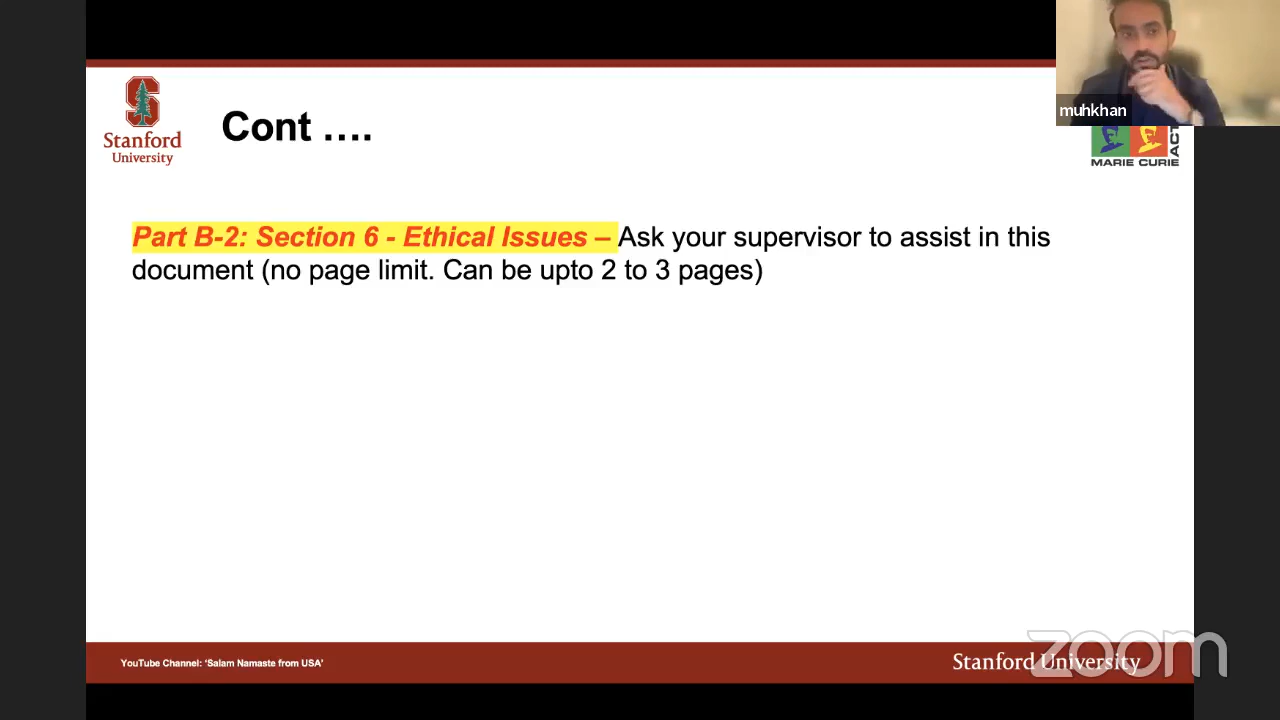 muhkhan
Stanford
University
Cont ....
ACT
MARIE CURIE
Part B-2: Section 6 - Ethical Issues – Ask your supervisor to assist in this
document (no page limit. Can be upto 2 to 3 pages)
YouTube Channel: ‘Salam Namaste from USA’
Stanford University
zoom